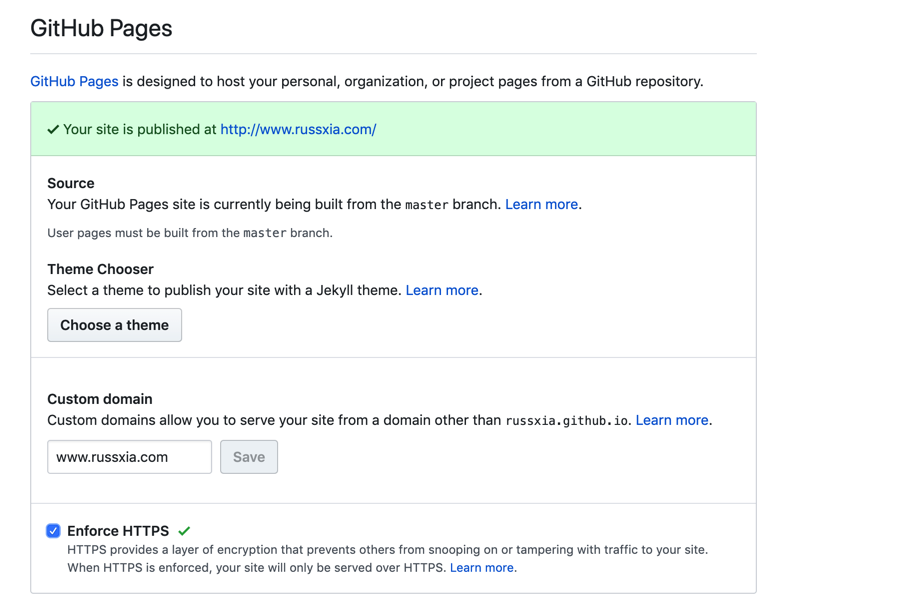 GitHub Pages
GitHub Pages is designed to host your personal, organization, or project pages from a GitHub repository.
✓ Your site is published at http://www.russxia.com/
Source
Your GitHub Pages site is currently being built from the master branch. Learn more.
User pages must be built from the master branch.
Theme Chooser
Select a theme to publish your site with a Jekyll theme. Learn more.
Choose a theme
Custom domain
Custom domains allow you to serve your site from a domain other than russxia.github.io. Learn more.
www.russxia.com Save
Enforce HTTPS ✓
HTTPS provides a layer of encryption that prevents others from snooping on or tampering with traffic to your site.
When HTTPS is enforced, your site will only be served over HTTPS. Learn more.